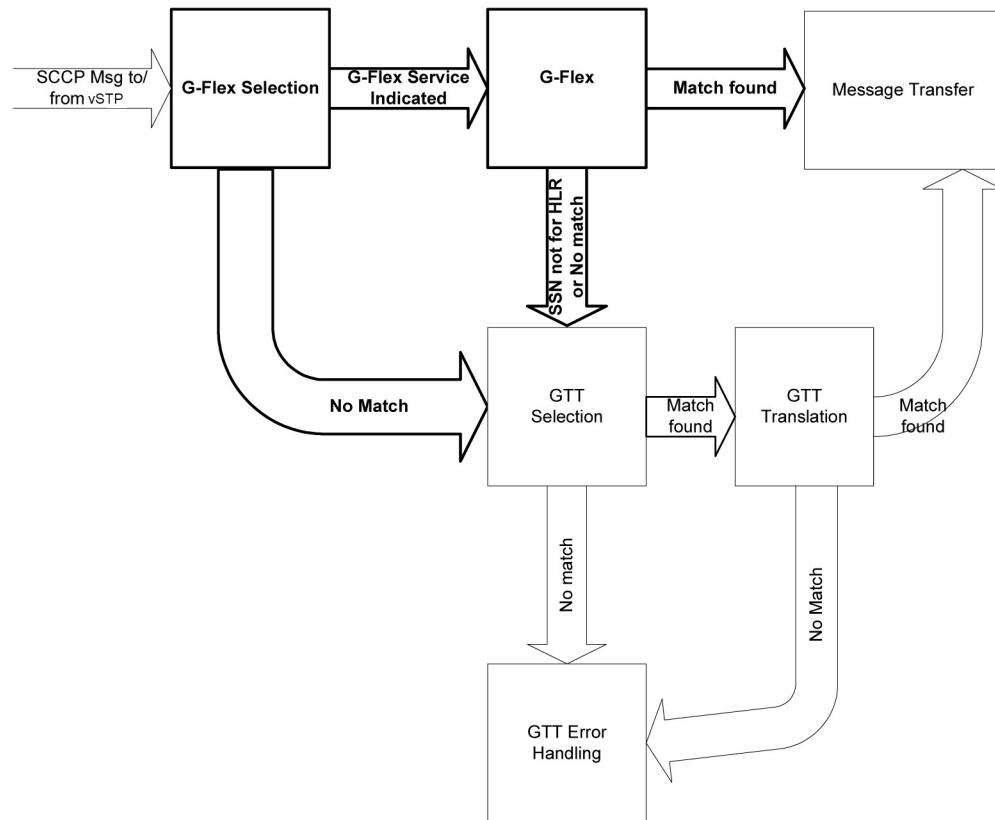 SCCP Msg to/
from vSTP
G-Flex Selection
G-Flex Service
Indicated
G-Flex
Match found
Message Transfer
SSN not for HLR
or No match
No Match
GTT
Selection
Match
found
GTT
Translation
Match
found
No match
No Match
GTT Error
Handling